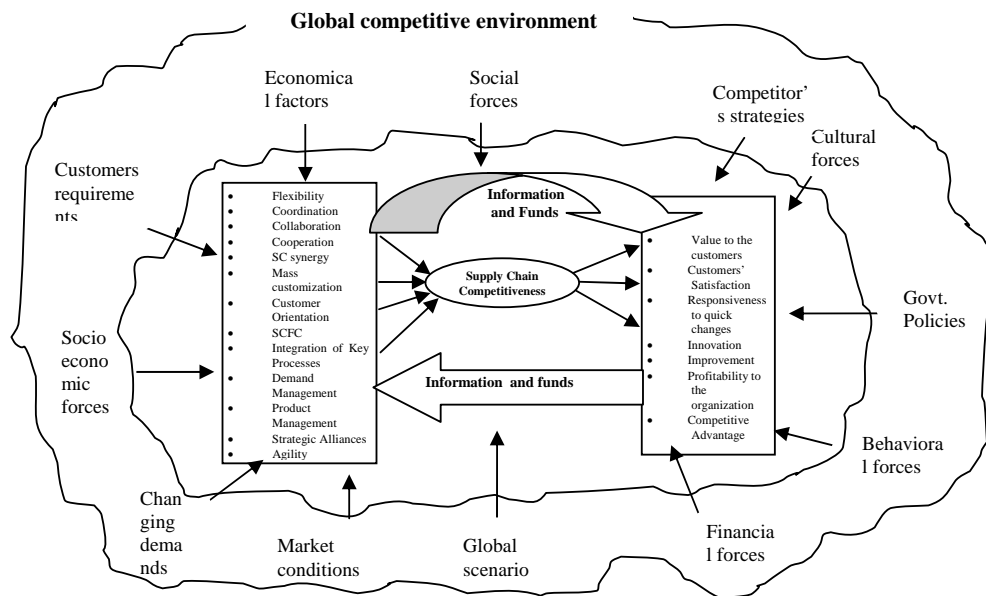 Global competitive environment
Economica
l factors
Social
forces
Competitor'
s strategies
Cultural
forces
Customers
requireme
nts
Socio
econo
mic forces
Chan
ging
dema
nds
Market
conditions
Global
scenario
Financia
l forces
Behaviora
l forces
Govt.
Policies
• Flexibility
• Coordination
• Collaboration
• Cooperation
• SC synergy
• Mass
customization
• Customer
Orientation
• SCFC
• Integration of Key
Processes
• Demand
Management
• Product
Management
• Strategic Alliances
• Agility
Information
and Funds
Supply Chain
Competitiveness
Information and funds
• Value to the
customers
• Customers'
Satisfaction
• Responsiveness
to quick
changes
• Innovation
• Improvement
• Profitability to
the
organization
• Competitive
Advantage